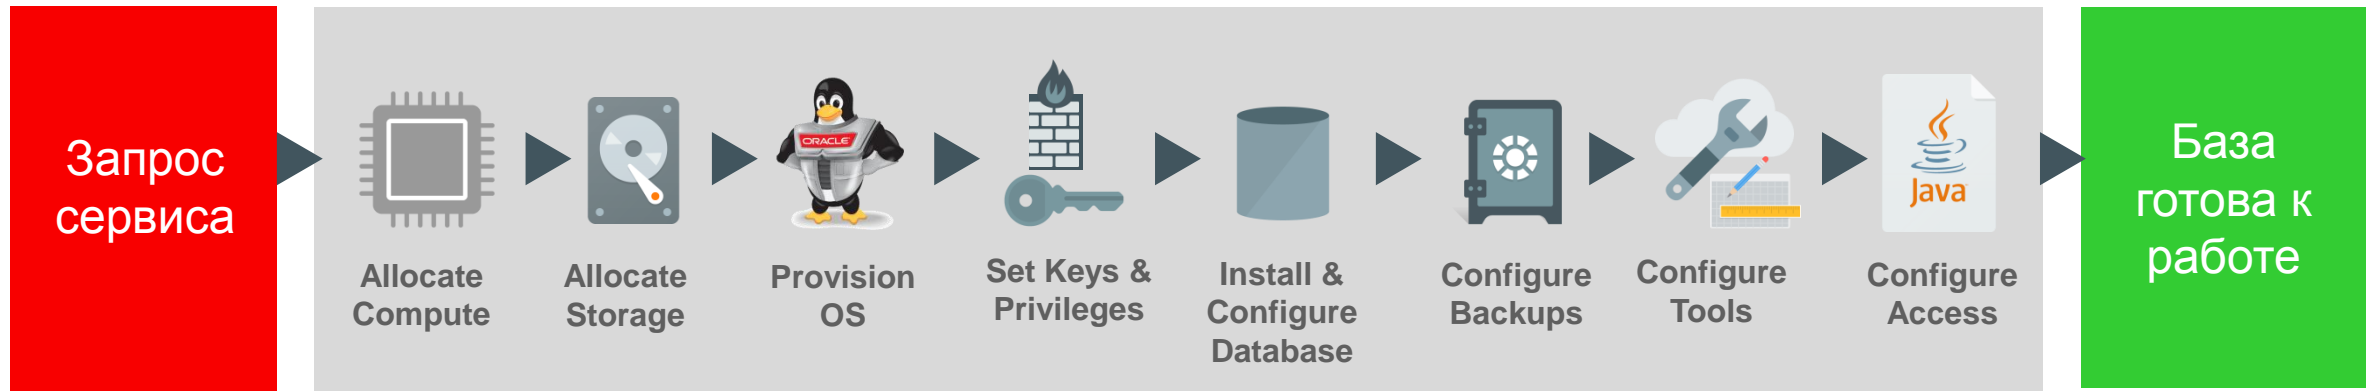 Запрос
сервиса
Allocate
Compute
Allocate
Storage
ORACLE
Provision
OS
Set Keys &
Privileges
Install &
Configure
Database
Configure
Backups
Configure
Tools
Java
Configure
Access
База
готова к
работе